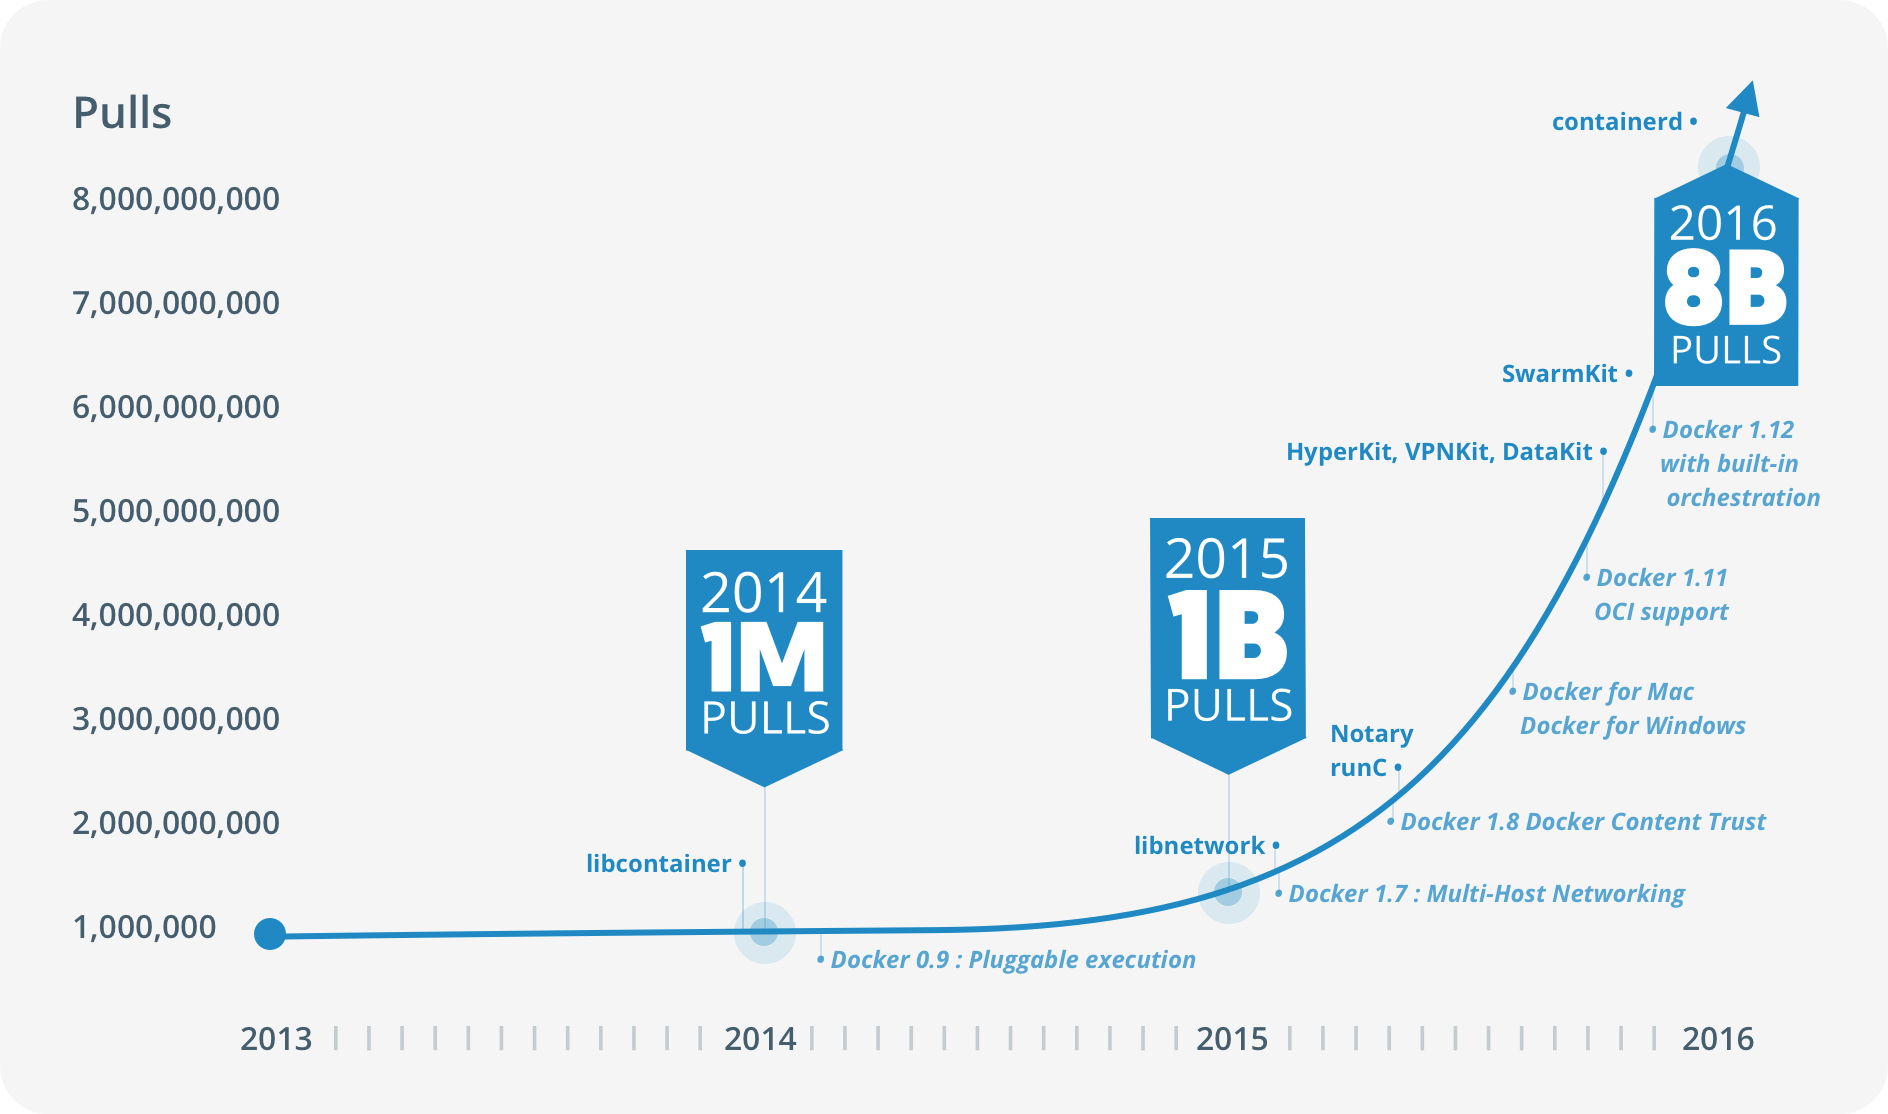 Pulls
8,000,000,000
7,000,000,000
6,000,000,000
5,000,000,000
4,000,000,000
3,000,000,000
2,000,000,000
1,000,000
libcontainer •
2014
1M
PULLS
• Docker 0.9 : Pluggable execution
2015
1B
PULLS
libnetwork •
• Docker 1.7 : Multi-Host Networking
Notary
runC •
• Docker 1.8 Docker Content Trust
• Docker for Mac
Docker for Windows
• Docker 1.11
OCI support
HyperKit, VPNKit, DataKit •
SwarmKit •
• Docker 1.12
with built-in
orchestration
containerd •
2016
8B
PULLS
2013
2014
2015
2016